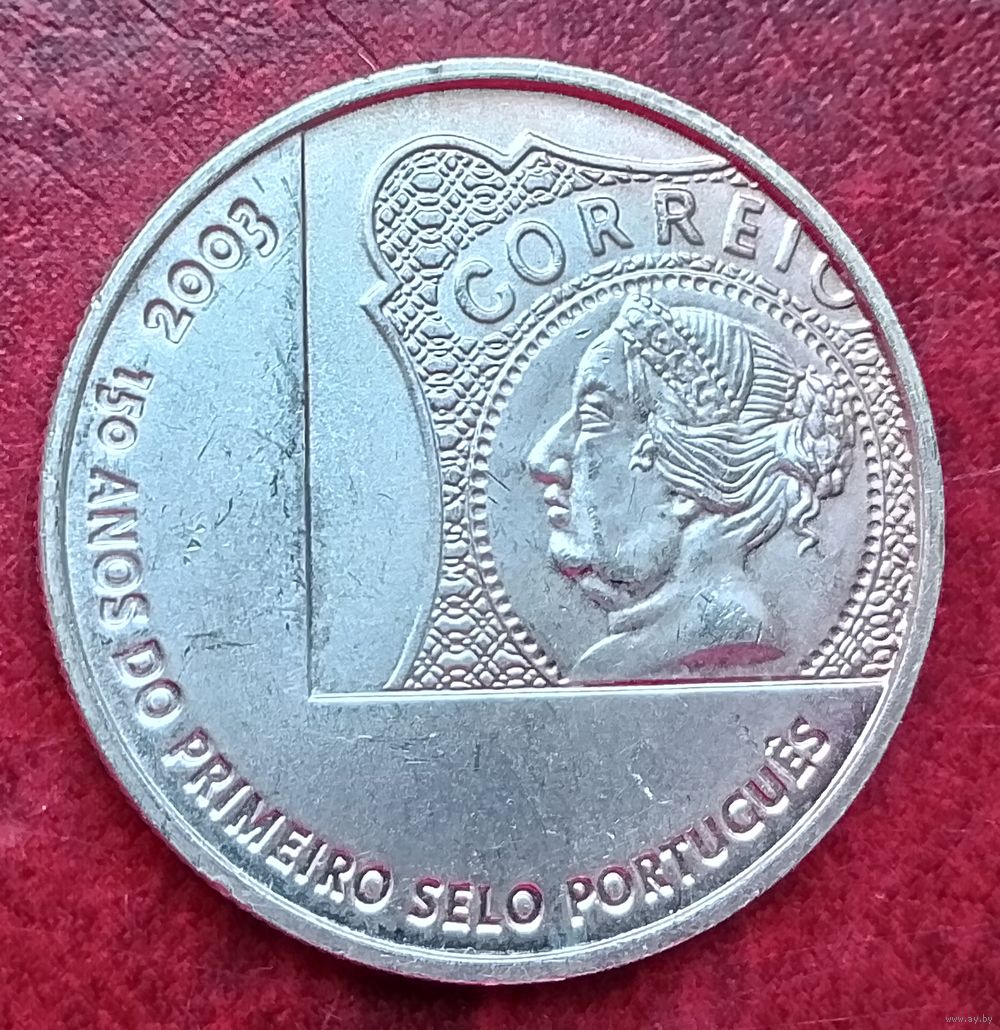 2003
150 ANOS DO PRIMEIRO SELO PORTUGUÊS
CORREIO
www.ay.by